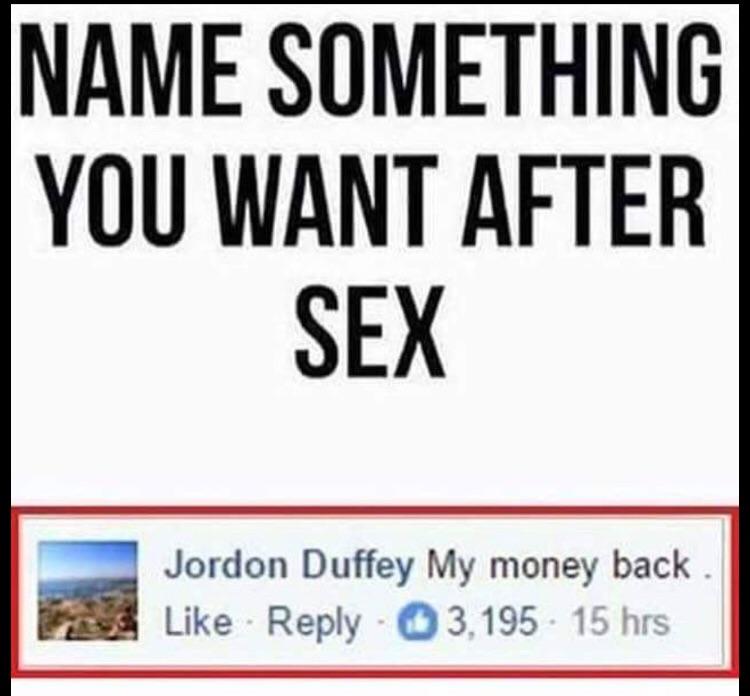 NAME SOMETHING
YOU WANT AFTER
SEX
Jordon Duffey My money back .
Like · Reply · 3,195 · 15 hrs